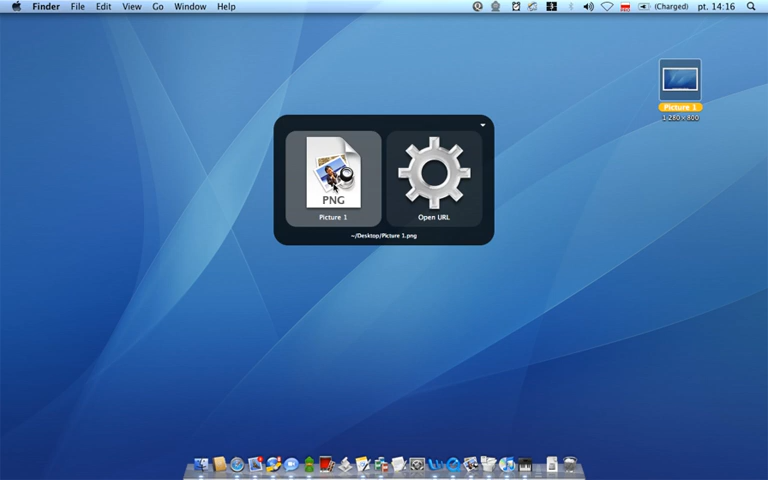 Finder File Edit View Go Window Help (Charged) pt. 14:16
Picture 1
1 280 × 800
PNG
Picture 1 Open URL
~/Desktop/Picture 1.png